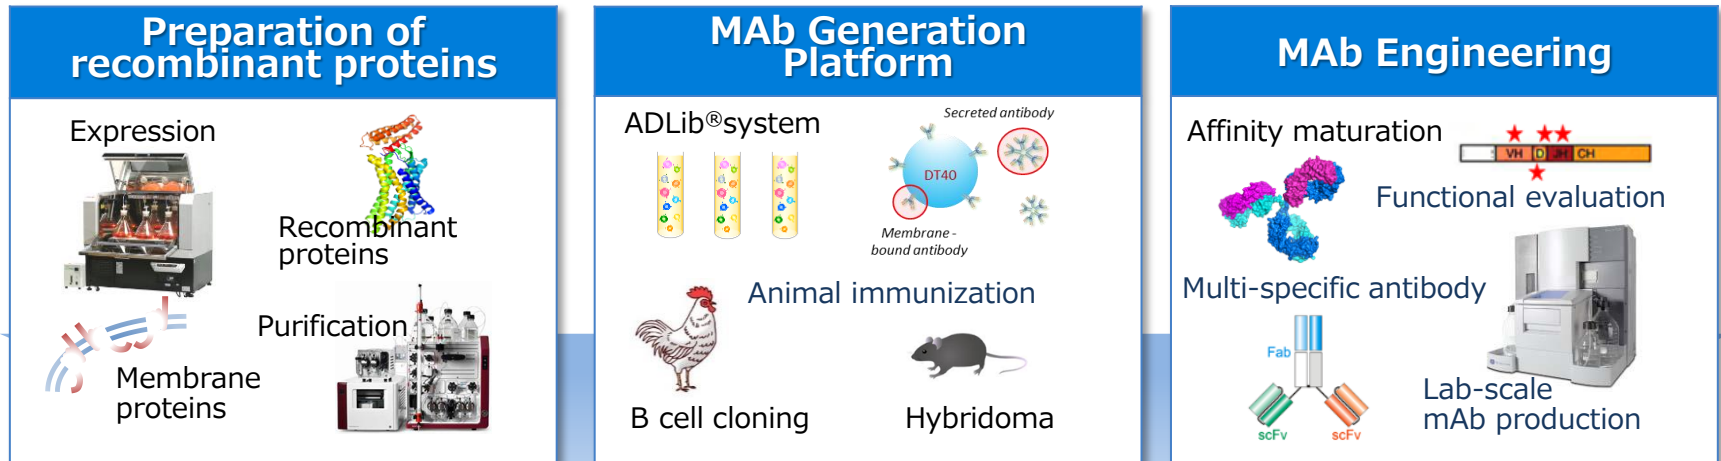 Preparation of
recombinant proteins
Expression
Recombinant
proteins
Purification
Membrane
proteins
MAb Generation
Platform
ADLib®system
Secreted antibody
DT40
Membrane -
bound antibody
Animal immunization
B cell cloning
Hybridoma
MAb Engineering
Affinity maturation
VH D JH CH
Functional evaluation
Multi-specific antibody
Fab
scFv
scFv
Lab-scale
mAb production